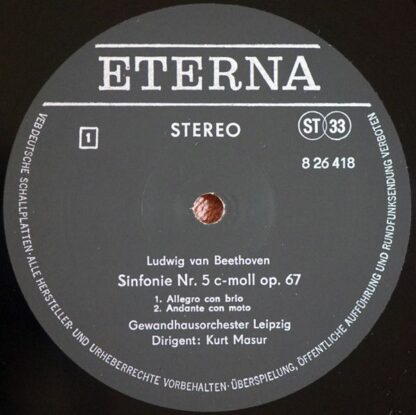 ETERNA
1
STEREO
ST 33
8 26 418
Ludwig van Beethoven
Sinfonie Nr. 5 c-moll op. 67
1. Allegro con brio
2. Andante con moto
Gewandhausorchester Leipzig
Dirigent: Kurt Masur
VEB DEUTSCHE SCHALLPLATTEN · ALLE HERSTELLER- UND URHEBERRECHTE VORBEHALTEN · ÜBERSPIELUNG, ÖFFENTLICHE AUFFÜHRUNG UND RUNDFUNKSENDUNG VERBOTEN